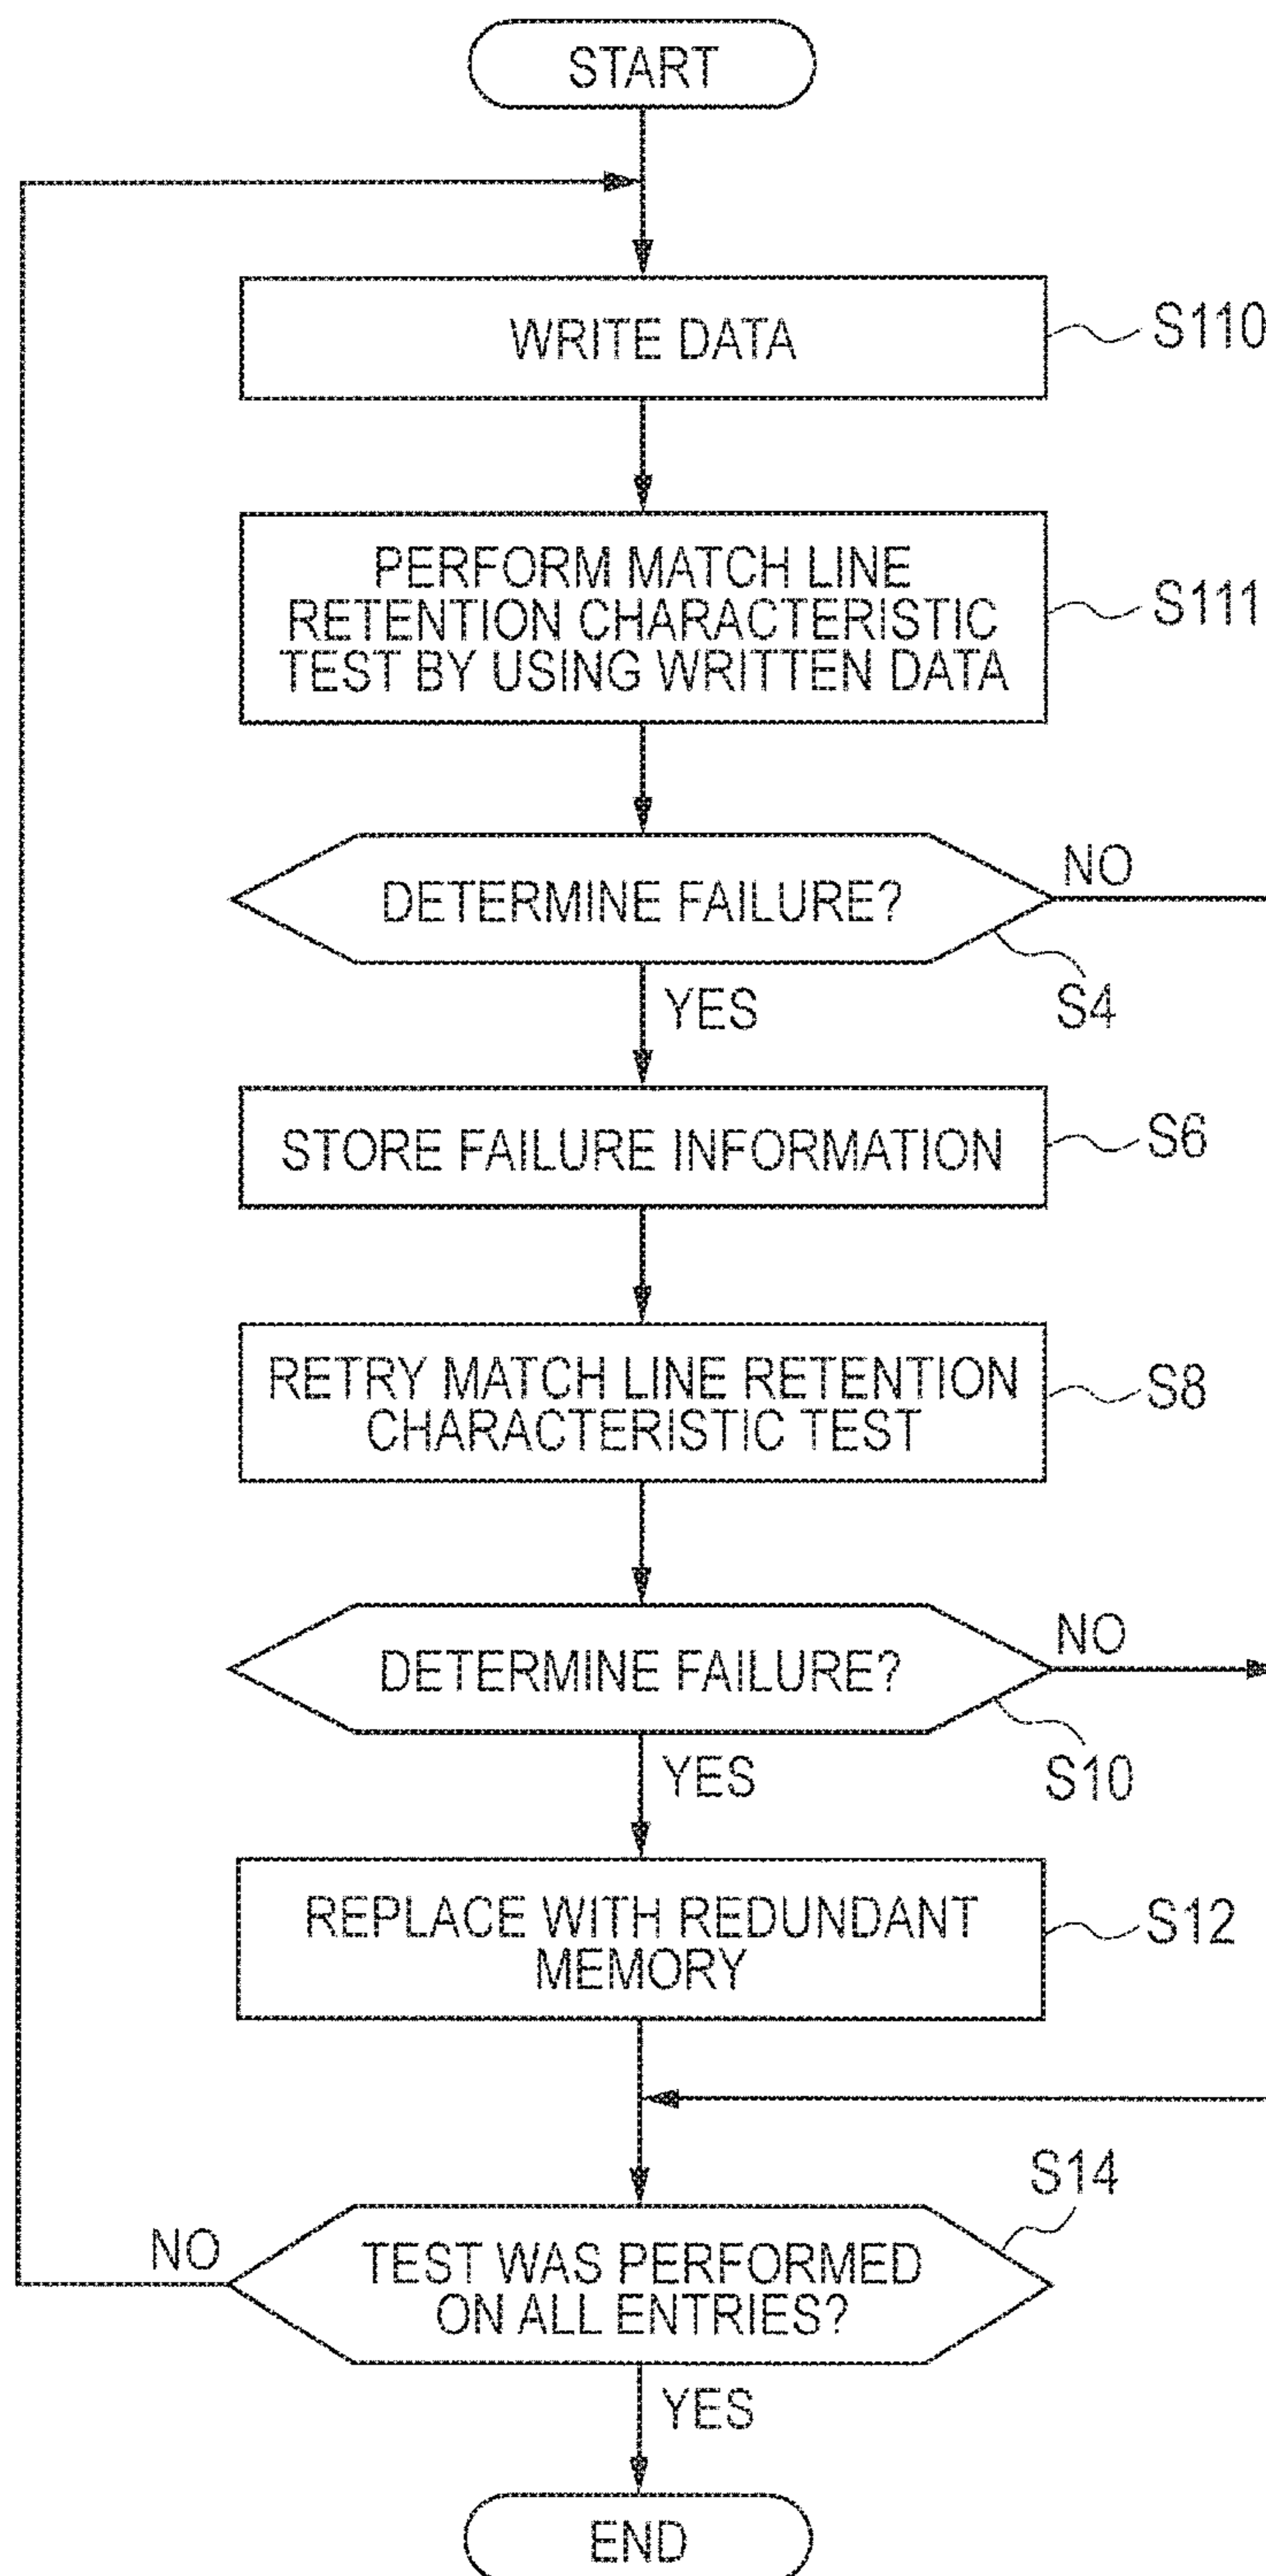 START
WRITE DATA
S110
PERFORM MATCH LINE
RETENTION CHARACTERISTIC
TEST BY USING WRITTEN DATA
S111
DETERMINE FAILURE?
NO
S4
YES
STORE FAILURE INFORMATION
S6
RETRY MATCH LINE RETENTION
CHARACTERISTIC TEST
S8
DETERMINE FAILURE?
NO
S10
YES
REPLACE WITH REDUNDANT
MEMORY
S12
S14
NO
TEST WAS PERFORMED
ON ALL ENTRIES?
YES
END